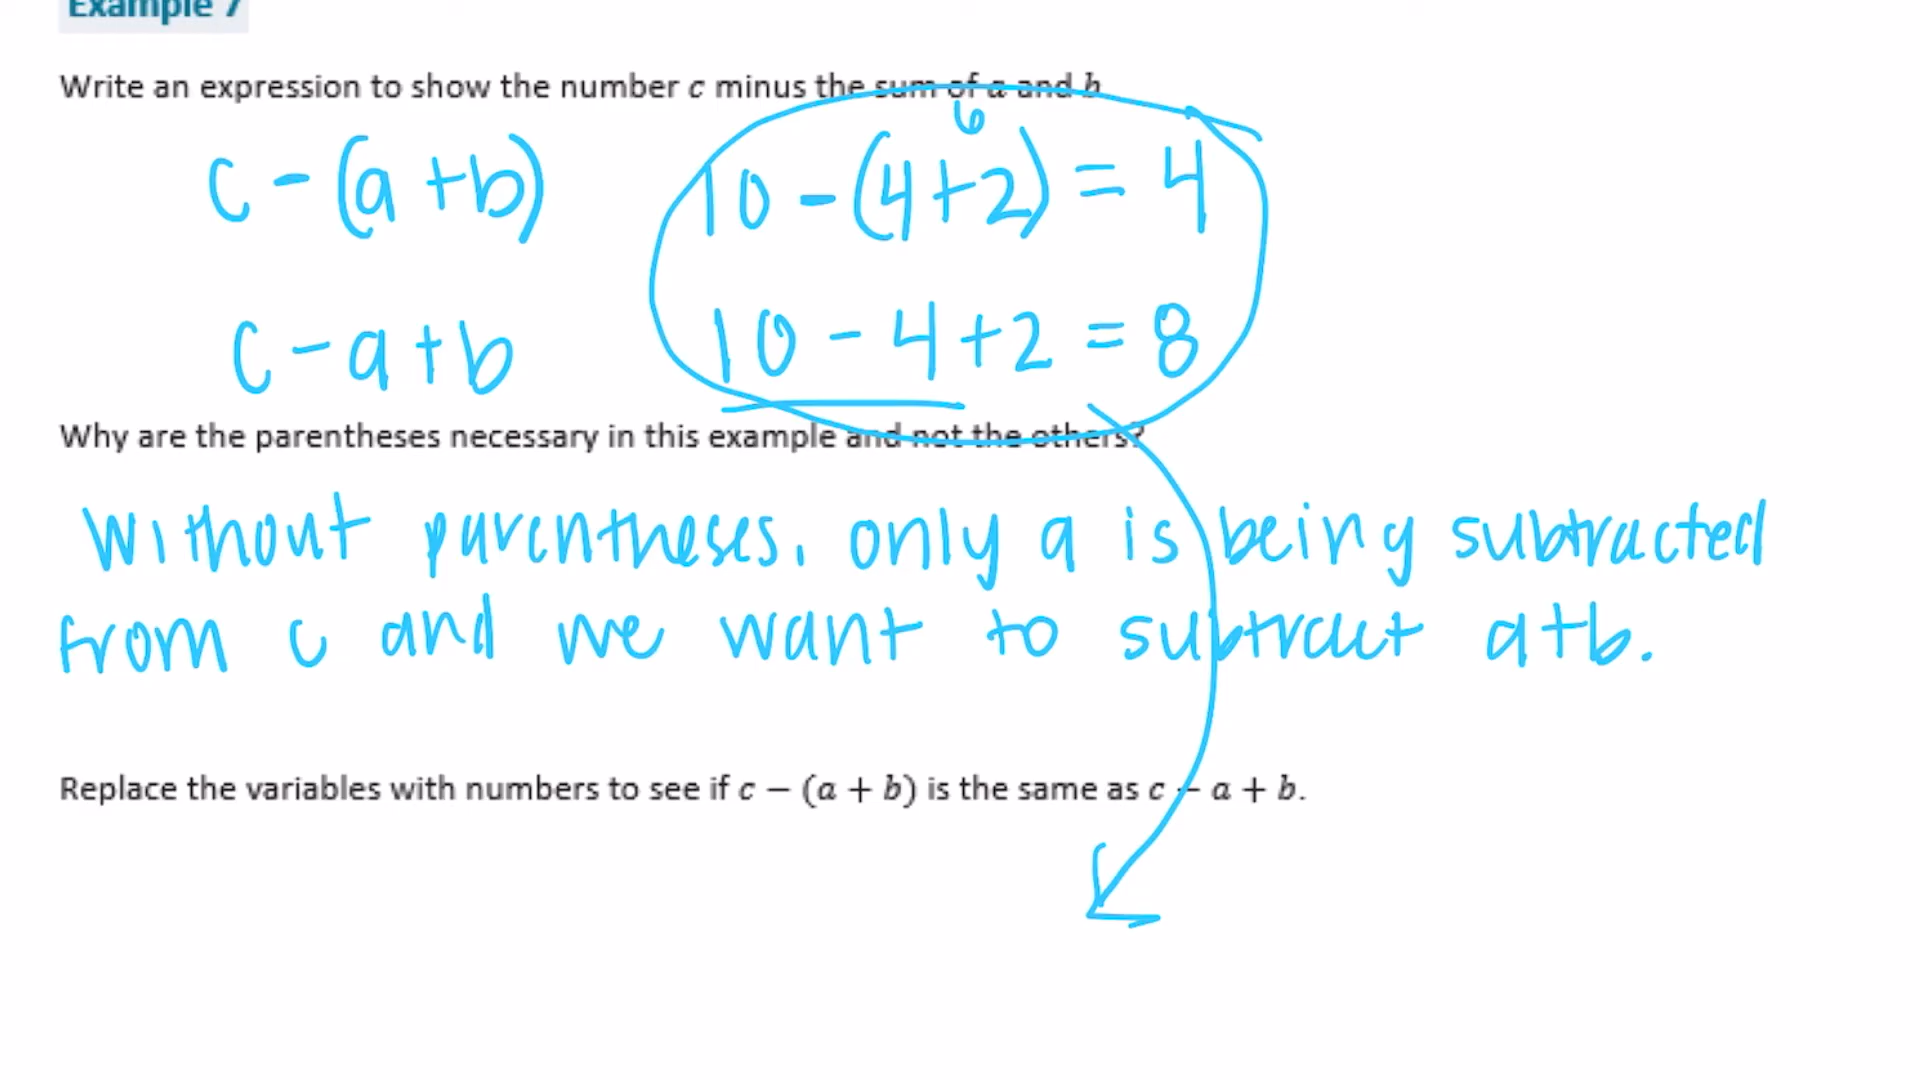 Example 7
Write an expression to show the number c minus the sum of a and b
6
c - (a + b) 10 - (4+2) = 4
c - a + b 10 - 4 + 2 = 8
Why are the parentheses necessary in this example and not the others?
Without parentheses, only a is being subtracted
from c and we want to subtract a+b.
Replace the variables with numbers to see if c − (a + b) is the same as c − a + b.